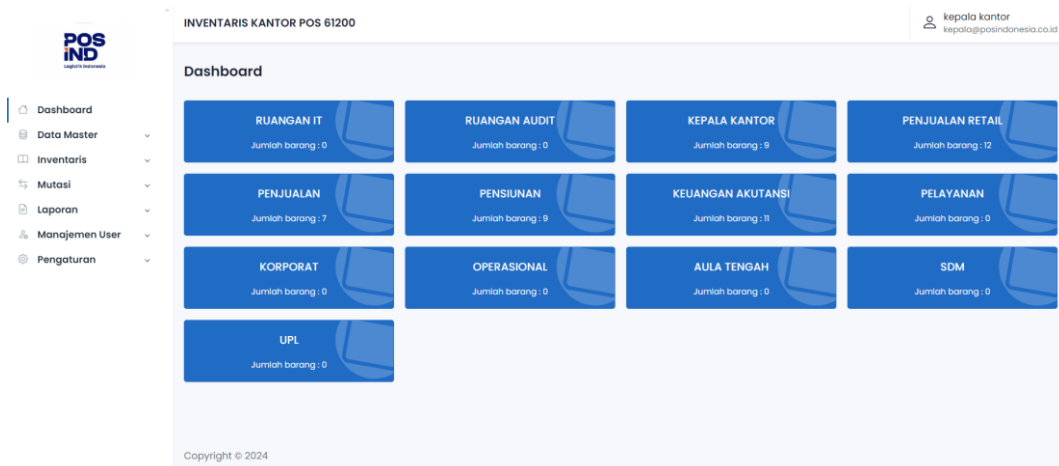 POS
IND
Logistik Indonesia
Dashboard
Data Master
Inventaris
Mutasi
Laporan
Manajemen User
Pengaturan
INVENTARIS KANTOR POS 61200
kepala kantor
kepala@posindonesia.co.id
Dashboard
RUANGAN IT
Jumlah barang : 0
RUANGAN AUDIT
Jumlah barang : 0
KEPALA KANTOR
Jumlah barang : 9
PENJUALAN RETAIL
Jumlah barang : 12
PENJUALAN
Jumlah barang : 7
PENSIUNAN
Jumlah barang : 9
KEUANGAN AKUTANSI
Jumlah barang : 11
PELAYANAN
Jumlah barang : 0
KORPORAT
Jumlah barang : 0
OPERASIONAL
Jumlah barang : 0
AULA TENGAH
Jumlah barang : 0
SDM
Jumlah barang : 0
UPL
Jumlah barang : 0
Copyright © 2024